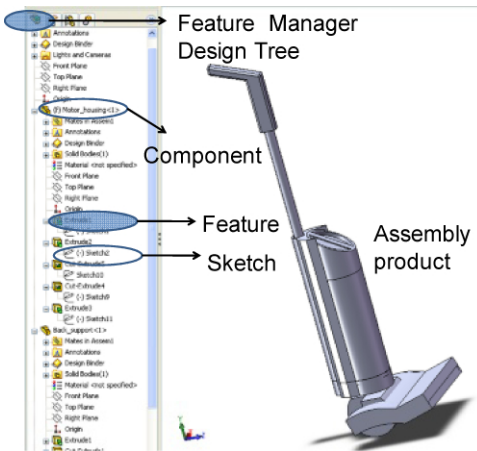 Feature Manager
Design Tree
Annotations
Design Binder
Lights and Cameras
Front Plane
Top Plane
Right Plane
Origin
(f) Motor_housing<1>
Mates in Assem1
Annotations
Design Binder
Solid Bodies(1)
Material <not specified>
Front Plane
Top Plane
Right Plane
Origin
Extrude1
Extrude2
(-) Sketch2
Sketch10
Cut-Extrude4
(-) Sketch9
Extrude3
(-) Sketch11
Back_support<1>
Mates in Assem1
Annotations
Design Binder
Solid Bodies(1)
Material <not specified>
Front Plane
Top Plane
Right Plane
Origin
Extrude1
Component
Feature
Sketch
Assembly
product